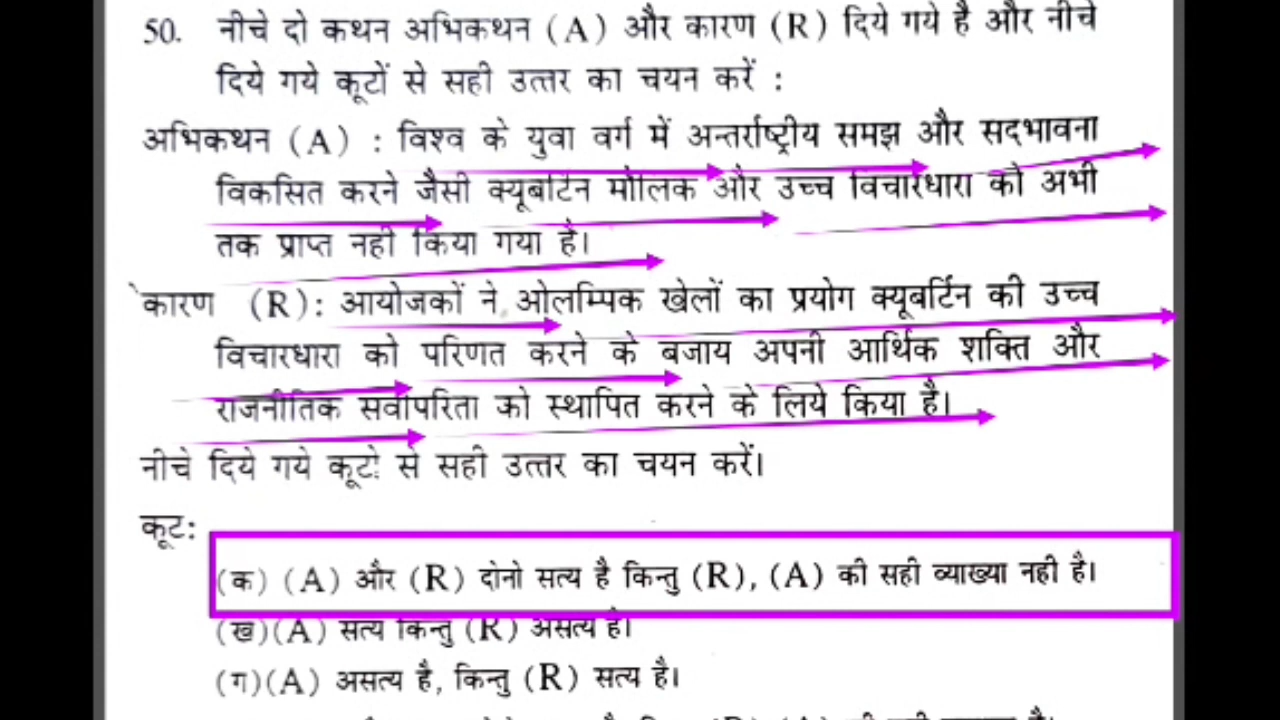 50. नीचे दो कथन अभिकथन (A) और कारण (R) दिये गये है और नीचे
दिये गये कूटों से सही उत्तर का चयन करें :
अभिकथन (A) : विश्व के युवा वर्ग में अन्तर्राष्ट्रीय समझ और सदभावना
विकसित करने जैसी क्यूबर्टिन मौलिक और उच्च विचारधारा को अभी
तक प्राप्त नही किया गया है।
कारण (R): आयोजकों ने ओलम्पिक खेलों का प्रयोग क्यूबर्टिन की उच्च
विचारधारा को परिणत करने के बजाय अपनी आर्थिक शक्ति और
राजनीतिक सर्वोपरिता को स्थापित करने के लिये किया है।
नीचे दिये गये कूटो से सही उत्तर का चयन करें।
कूट:
(क) (A) और (R) दोनो सत्य है किन्तु (R), (A) की सही व्याख्या नही है।
(ख)(A) सत्य किन्तु (R) असत्य है।
(ग)(A) असत्य है, किन्तु (R) सत्य है।